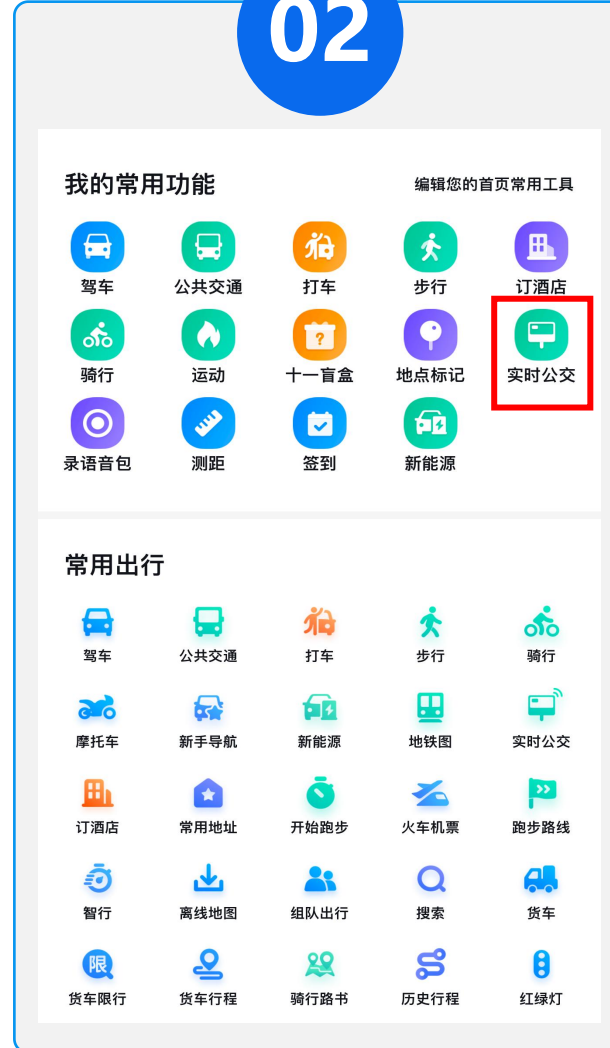 02
我的常用功能 编辑您的首页常用工具
驾车 公共交通 打车 步行 订酒店
骑行 运动 十一盲盒 地点标记 实时公交
录语音包 测距 签到 新能源
常用出行
驾车 公共交通 打车 步行 骑行
摩托车 新手导航 新能源 地铁图 实时公交
订酒店 常用地址 开始跑步 火车机票 跑步路线
智行 离线地图 组队出行 搜索 货车
限
货车限行 货车行程 骑行路书 历史行程 红绿灯